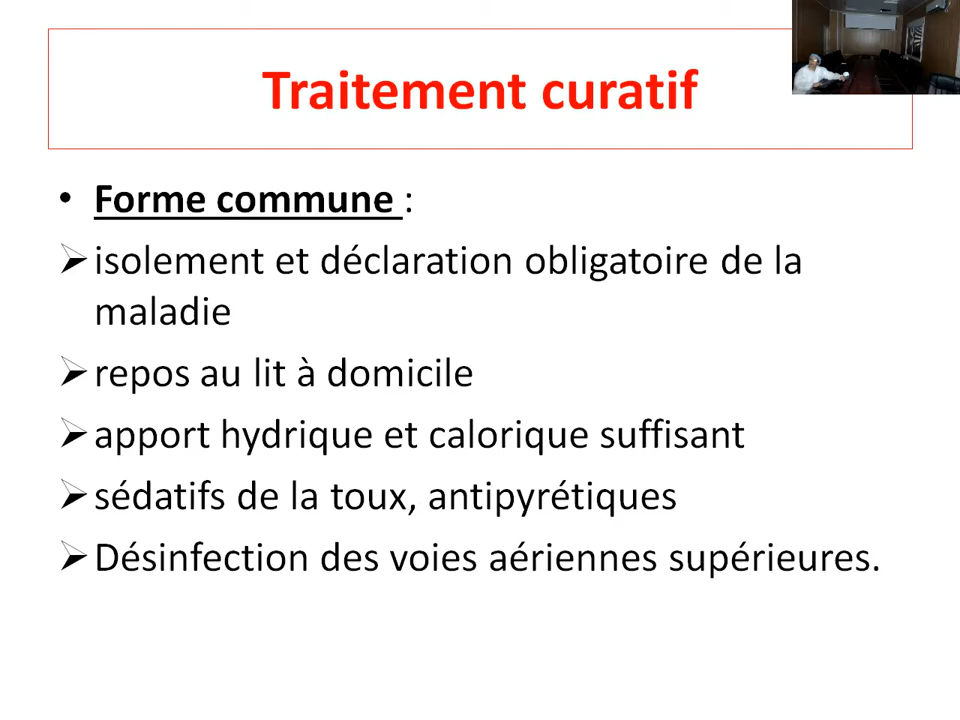 Traitement curatif
• Forme commune :
➢ isolement et déclaration obligatoire de la
maladie
➢ repos au lit à domicile
➢ apport hydrique et calorique suffisant
➢ sédatifs de la toux, antipyrétiques
➢ Désinfection des voies aériennes supérieures.